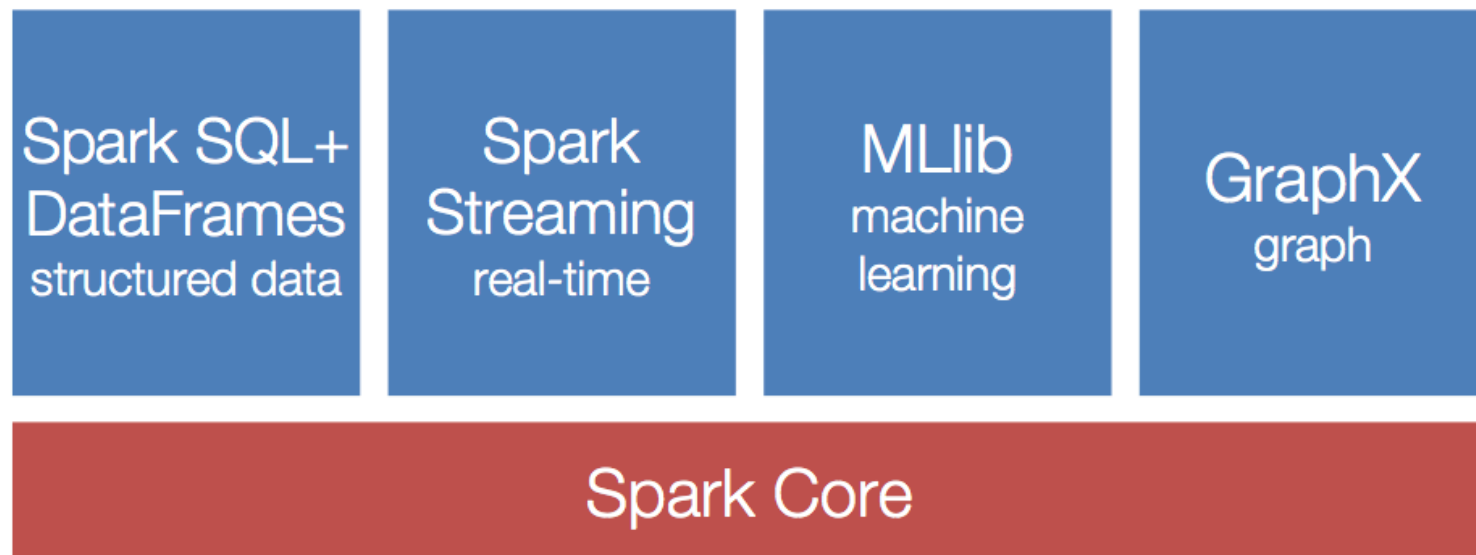 Spark SQL+
DataFrames
structured data
Spark
Streaming
real-time
MLlib
machine
learning
GraphX
graph
Spark Core